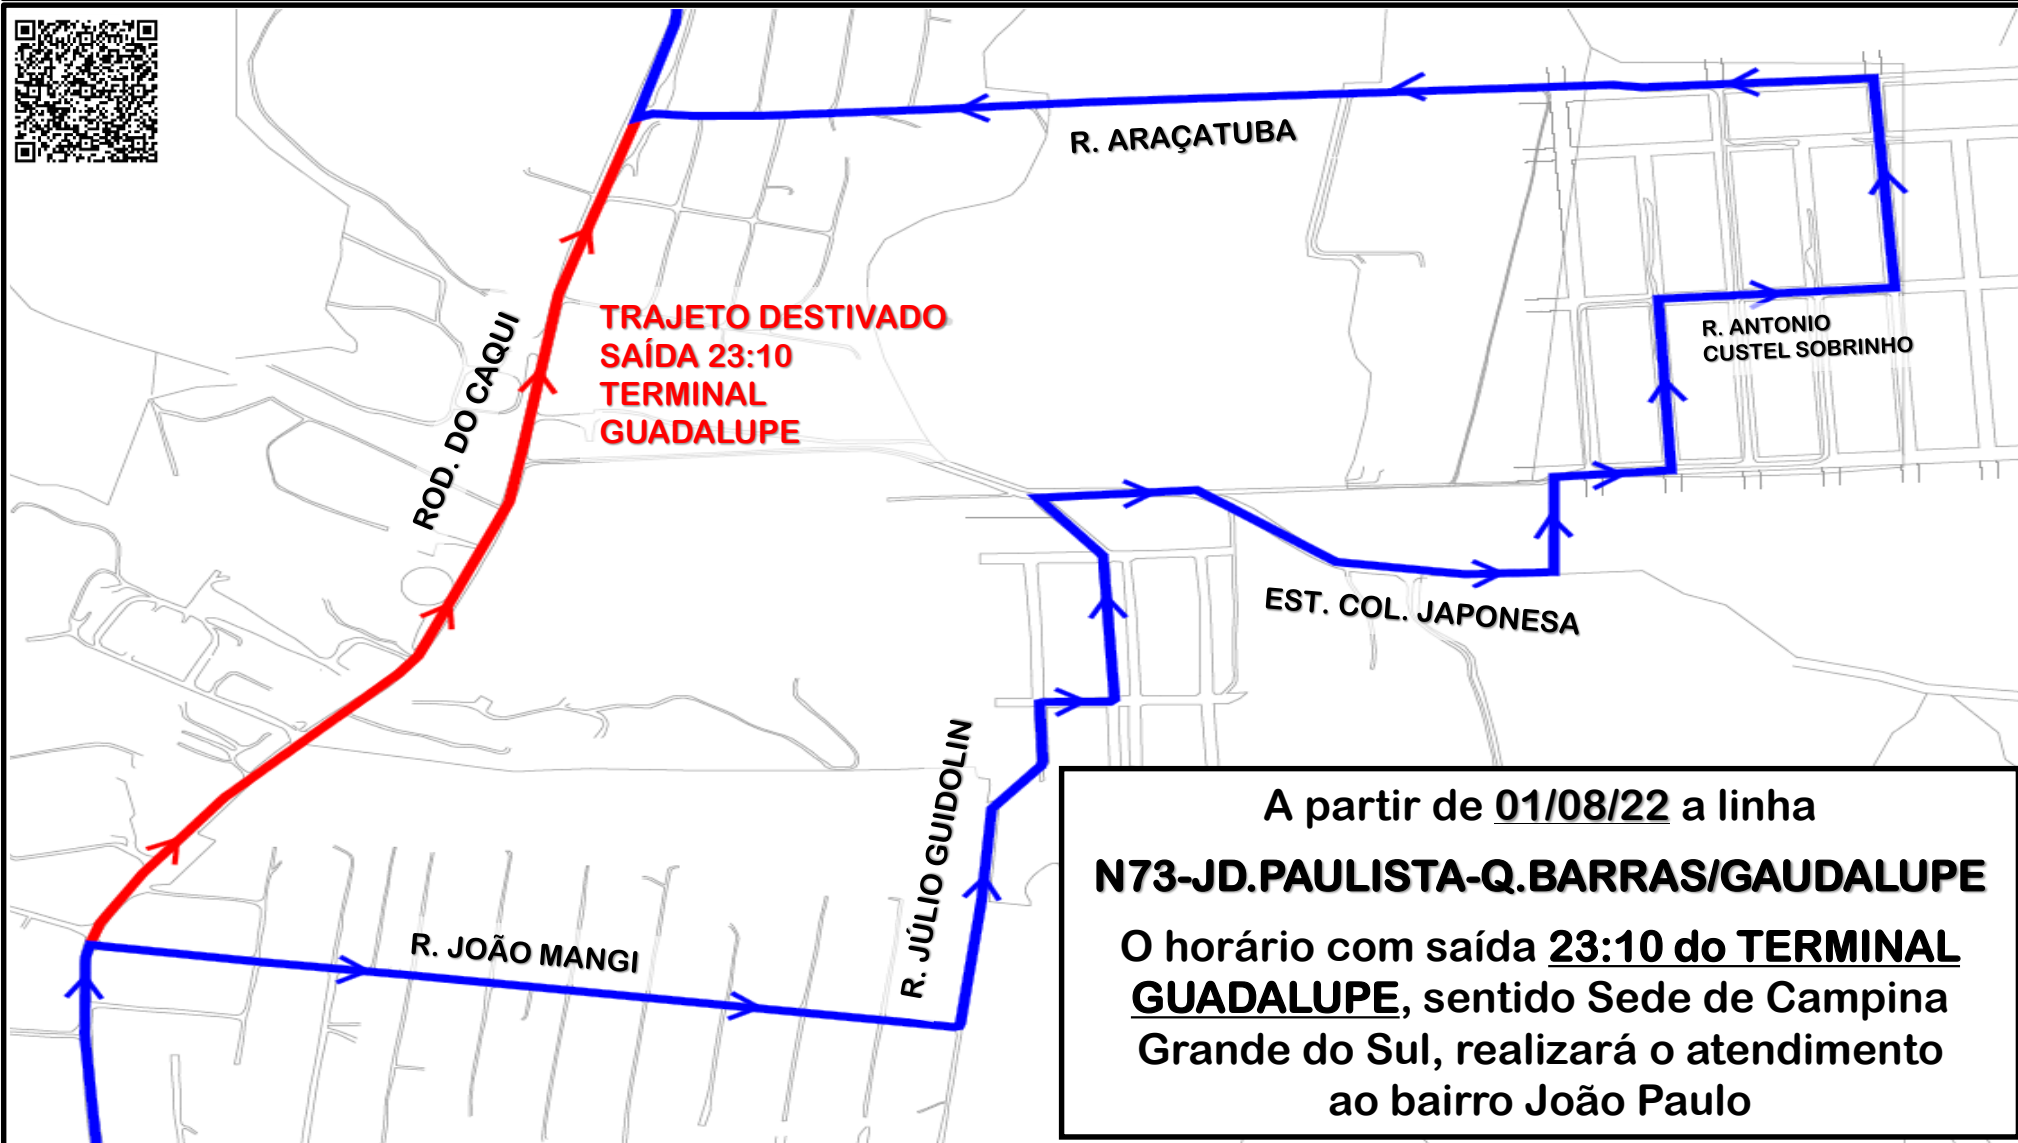 R. ARAÇATUBA
TRAJETO DESTIVADO
SAÍDA 23:10
TERMINAL
GUADALUPE
ROD. DO CAQUI
R. ANTONIO
CUSTEL SOBRINHO
EST. COL. JAPONESA
R. JÚLIO GUIDOLIN
R. JOÃO MANGI
A partir de 01/08/22 a linha
N73-JD.PAULISTA-Q.BARRAS/GAUDALUPE
O horário com saída 23:10 do TERMINAL
GUADALUPE, sentido Sede de Campina
Grande do Sul, realizará o atendimento
ao bairro João Paulo